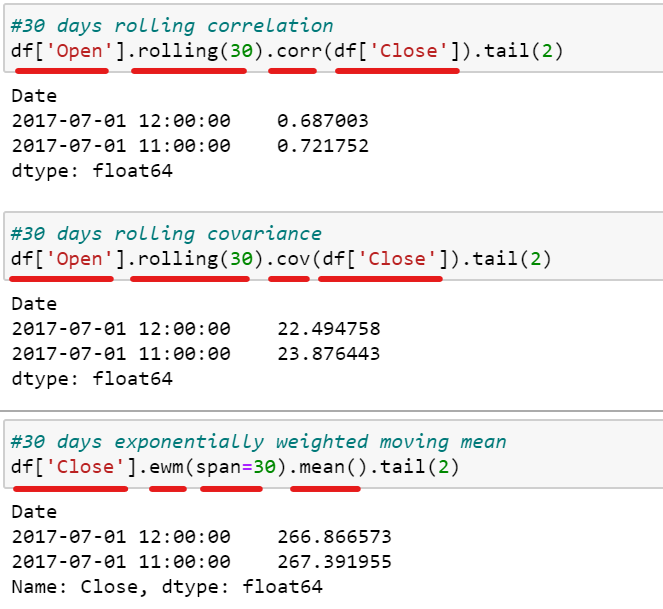 #30 days rolling correlation
df['Open'].rolling(30).corr(df['Close']).tail(2)
Date
2017-07-01 12:00:00    0.687003
2017-07-01 11:00:00    0.721752
dtype: float64
#30 days rolling covariance
df['Open'].rolling(30).cov(df['Close']).tail(2)
Date
2017-07-01 12:00:00    22.494758
2017-07-01 11:00:00    23.876443
dtype: float64
#30 days exponentially weighted moving mean
df['Close'].ewm(span=30).mean().tail(2)
Date
2017-07-01 12:00:00    266.866573
2017-07-01 11:00:00    267.391955
Name: Close, dtype: float64